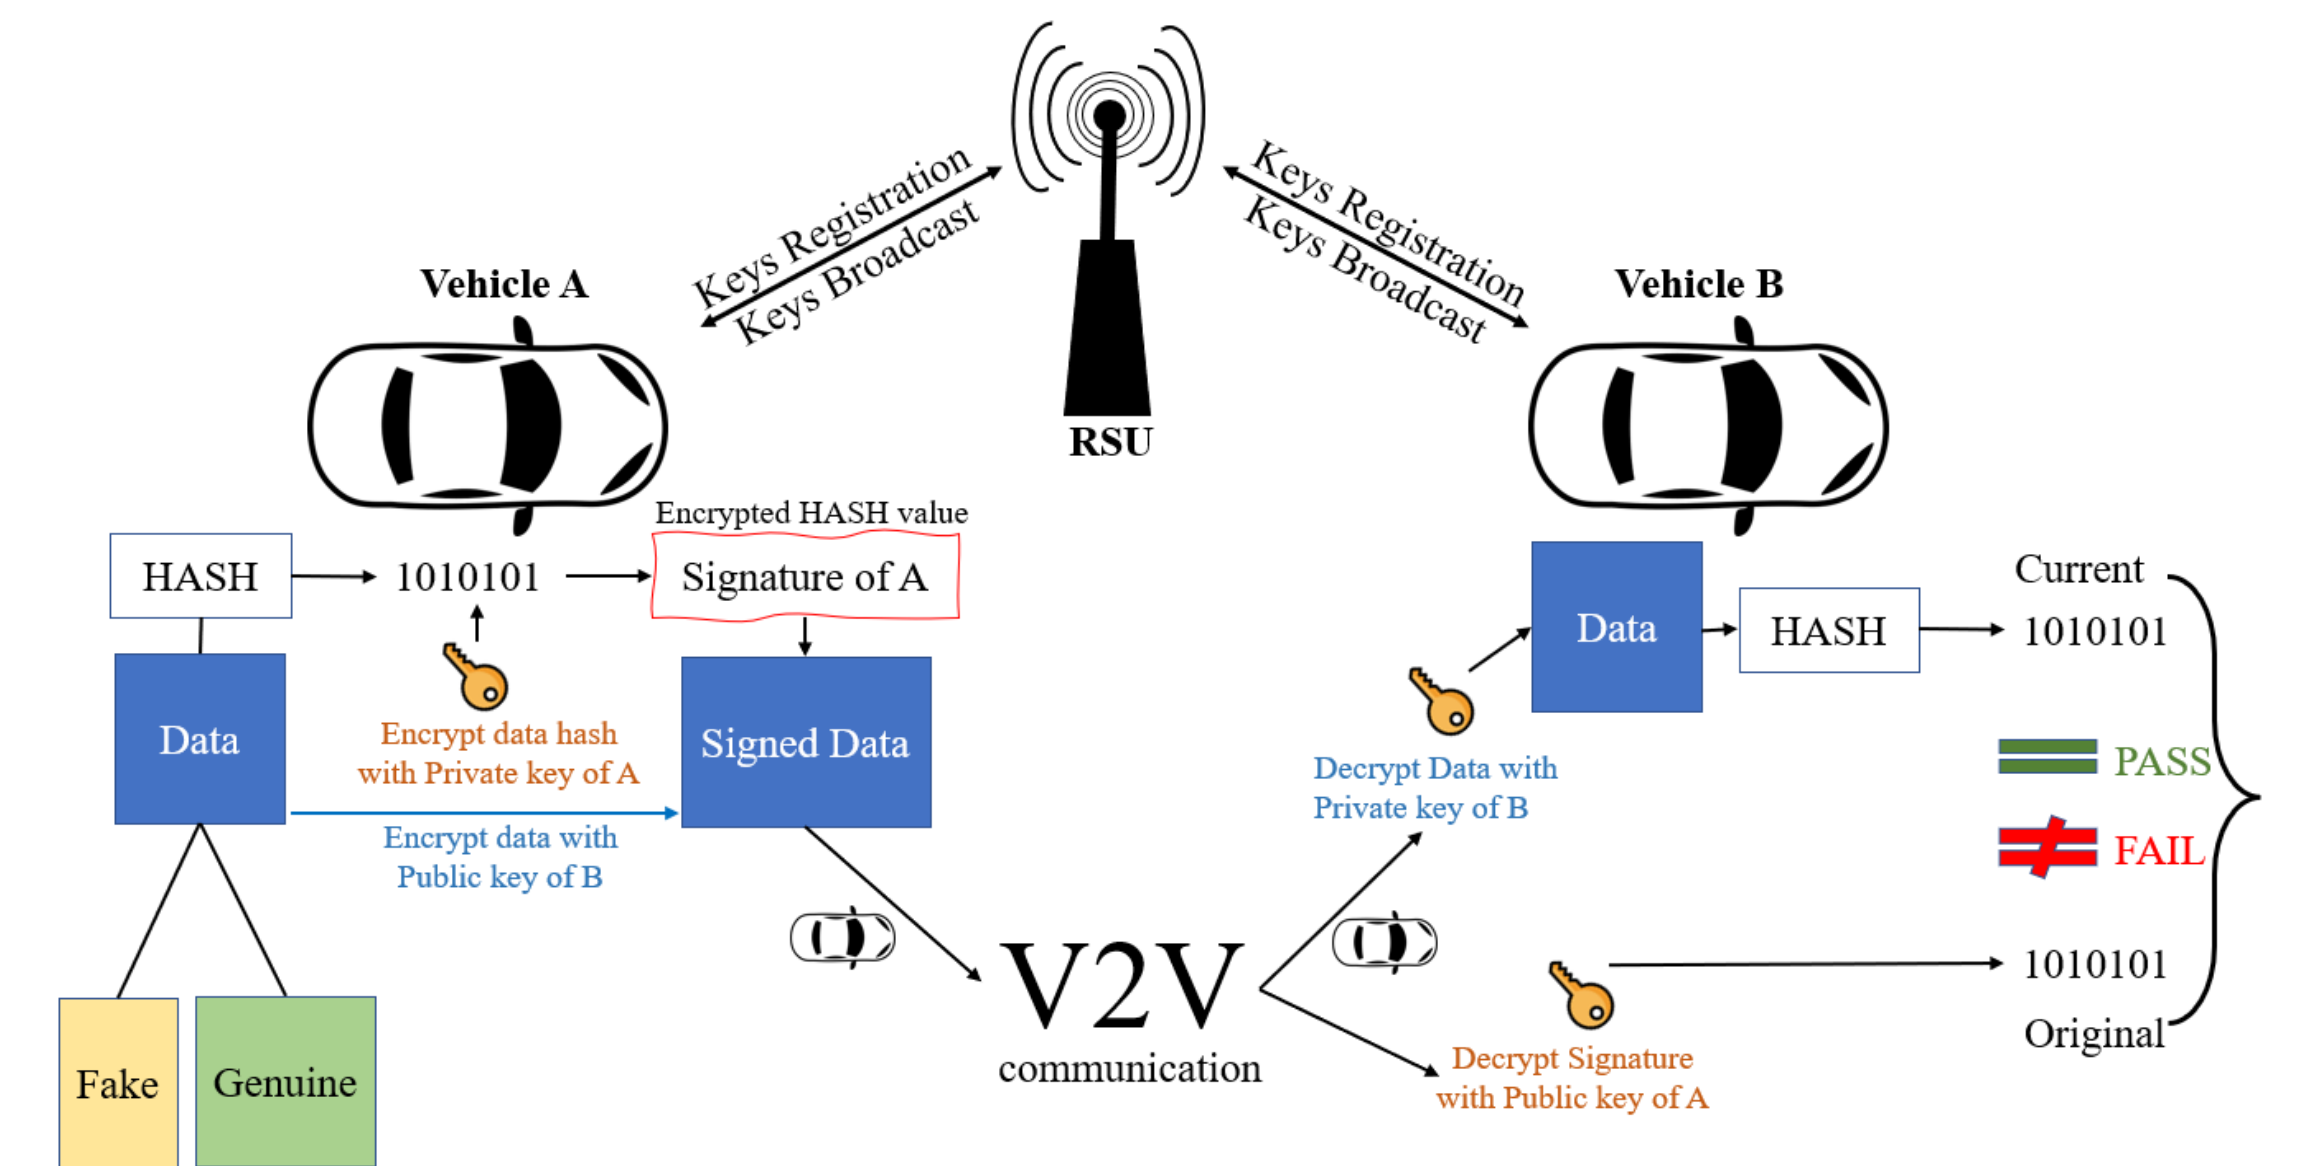 Keys Registration
Keys Broadcast
Keys Registration
Keys Broadcast
Vehicle A
Vehicle B
RSU
Encrypted HASH value
HASH
1010101
Signature of A
Data
Encrypt data hash
with Private key of A
Signed Data
Encrypt data with
Public key of B
Fake
Genuine
V2V
communication
Decrypt Data with
Private key of B
Data
HASH
Current
1010101
PASS
FAIL
1010101
Original
Decrypt Signature
with Public key of A